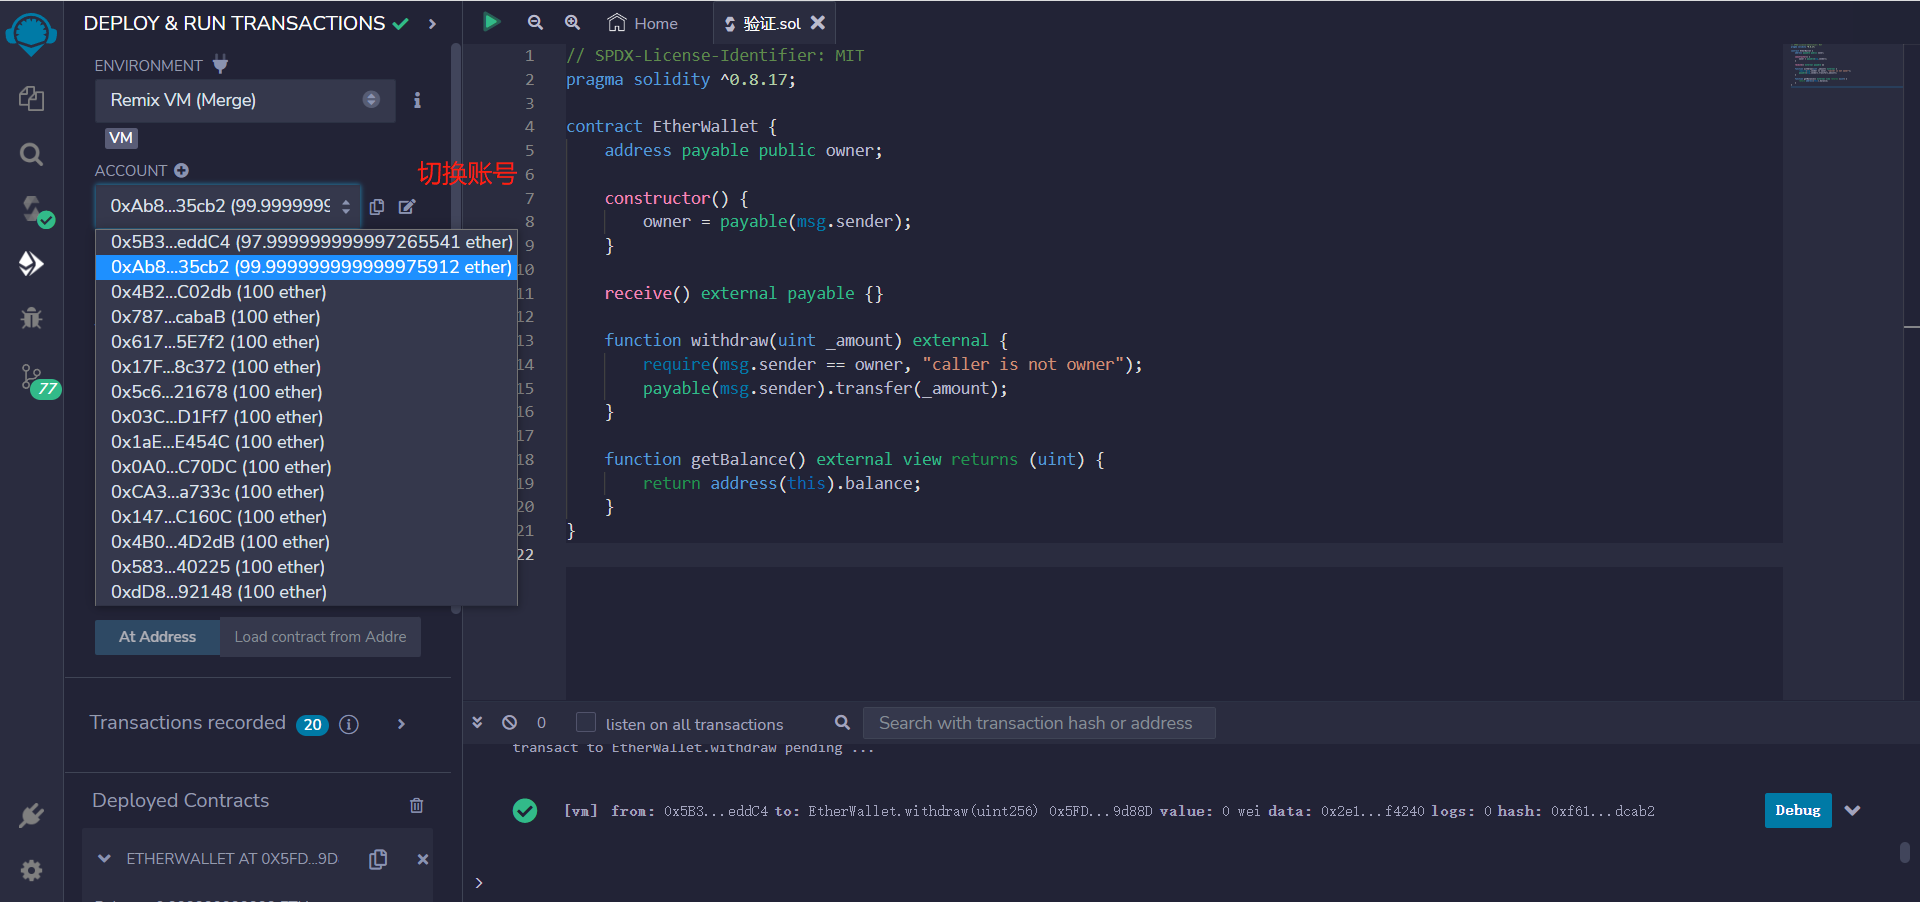 DEPLOY & RUN TRANSACTIONS
ENVIRONMENT
Remix VM (Merge)
VM
ACCOUNT
切换账号
0xAb8...35cb2 (99.9999999
0x5B3...eddC4 (97.999999999997265541 ether)
0xAb8...35cb2 (99.999999999999975912 ether)
0x4B2...C02db (100 ether)
0x787...cabaB (100 ether)
0x617...5E7f2 (100 ether)
0x17F...8c372 (100 ether)
0x5c6...21678 (100 ether)
0x03C...D1Ff7 (100 ether)
0x1aE...E454C (100 ether)
0x0A0...C70DC (100 ether)
0xCA3...a733c (100 ether)
0x147...C160C (100 ether)
0x4B0...4D2dB (100 ether)
0x583...40225 (100 ether)
0xdD8...92148 (100 ether)
77
At Address
Load contract from Addre
Transactions recorded 20
Deployed Contracts
ETHERWALLET AT 0X5FD...9D
Home
验证.sol
1 // SPDX-License-Identifier: MIT
2 pragma solidity ^0.8.17;
3
4 contract EtherWallet {
5 address payable public owner;
6
7 constructor() {
8 owner = payable(msg.sender);
9 }
10
11 receive() external payable {}
12
13 function withdraw(uint _amount) external {
14 require(msg.sender == owner, "caller is not owner");
15 payable(msg.sender).transfer(_amount);
16 }
17
18 function getBalance() external view returns (uint) {
19 return address(this).balance;
20 }
21 }
22
0
listen on all transactions
Search with transaction hash or address
transact to EtherWallet.withdraw pending ...
[vm] from: 0x5B3...eddC4 to: EtherWallet.withdraw(uint256) 0x5FD...9d88D value: 0 wei data: 0x2e1...f4240 logs: 0 hash: 0xf61...dcab2
Debug
>